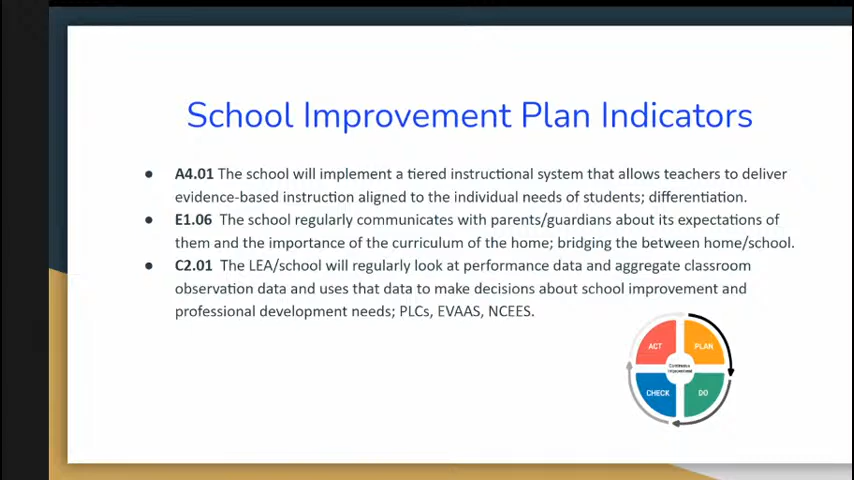 School Improvement Plan Indicators
● A4.01 The school will implement a tiered instructional system that allows teachers to deliver
evidence-based instruction aligned to the individual needs of students; differentiation.
● E1.06 The school regularly communicates with parents/guardians about its expectations of
them and the importance of the curriculum of the home; bridging the between home/school.
● C2.01 The LEA/school will regularly look at performance data and aggregate classroom
observation data and uses that data to make decisions about school improvement and
professional development needs; PLCs, EVAAS, NCEES.
ACT PLAN
Continuous
Improvement
CHECK DO